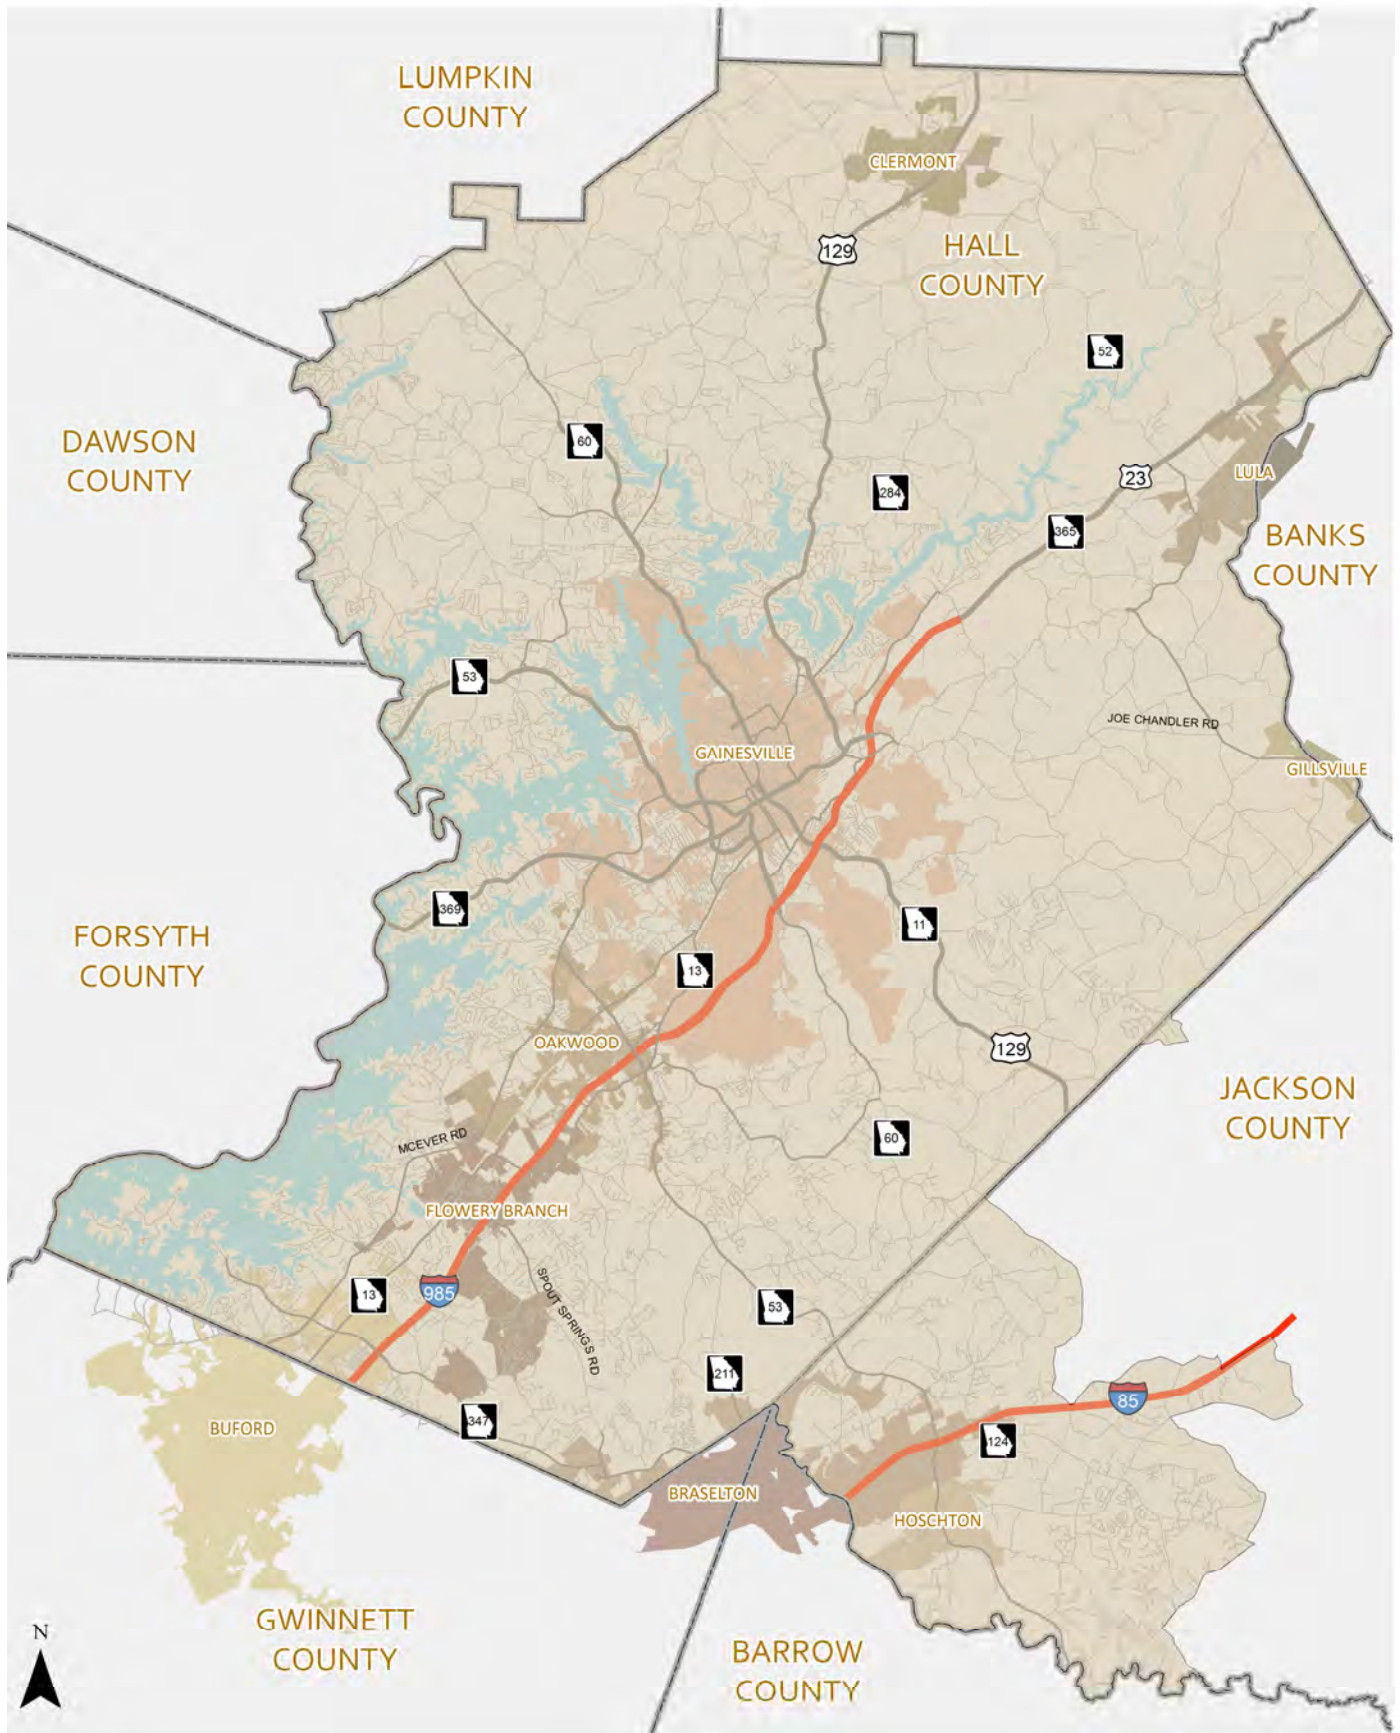 LUMPKIN
COUNTY
CLERMONT
129
HALL
COUNTY
52
DAWSON
COUNTY
60
284
23
LULA
365
BANKS
COUNTY
53
JOE CHANDLER RD
GAINESVILLE
GILLSVILLE
369
11
FORSYTH
COUNTY
13
OAKWOOD
129
JACKSON
COUNTY
60
MCEVER RD
FLOWERY BRANCH
13
985
SPOUT SPRINGS RD
53
211
85
347
124
BUFORD
BRASELTON
HOSCHTON
GWINNETT
COUNTY
BARROW
COUNTY
N